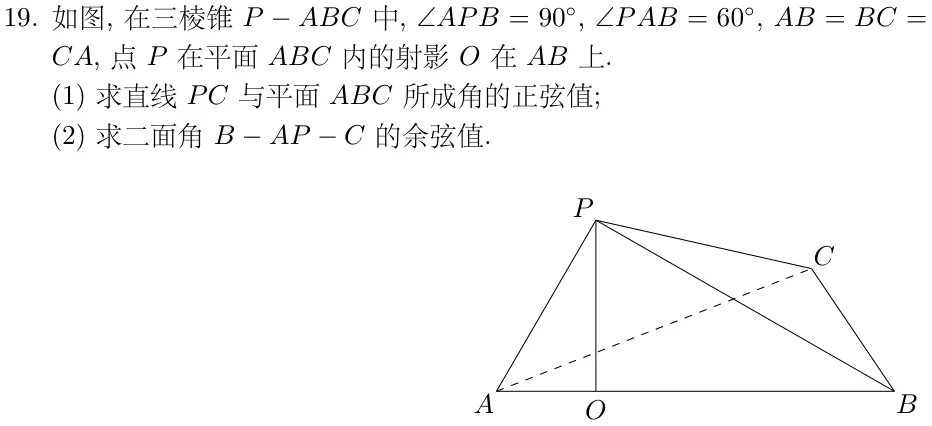 19. 如图, 在三棱锥 P − ABC 中, ∠APB = 90°, ∠PAB = 60°, AB = BC =
CA, 点 P 在平面 ABC 内的射影 O 在 AB 上.
(1) 求直线 PC 与平面 ABC 所成角的正弦值;
(2) 求二面角 B − AP − C 的余弦值.
P
C
A
O
B